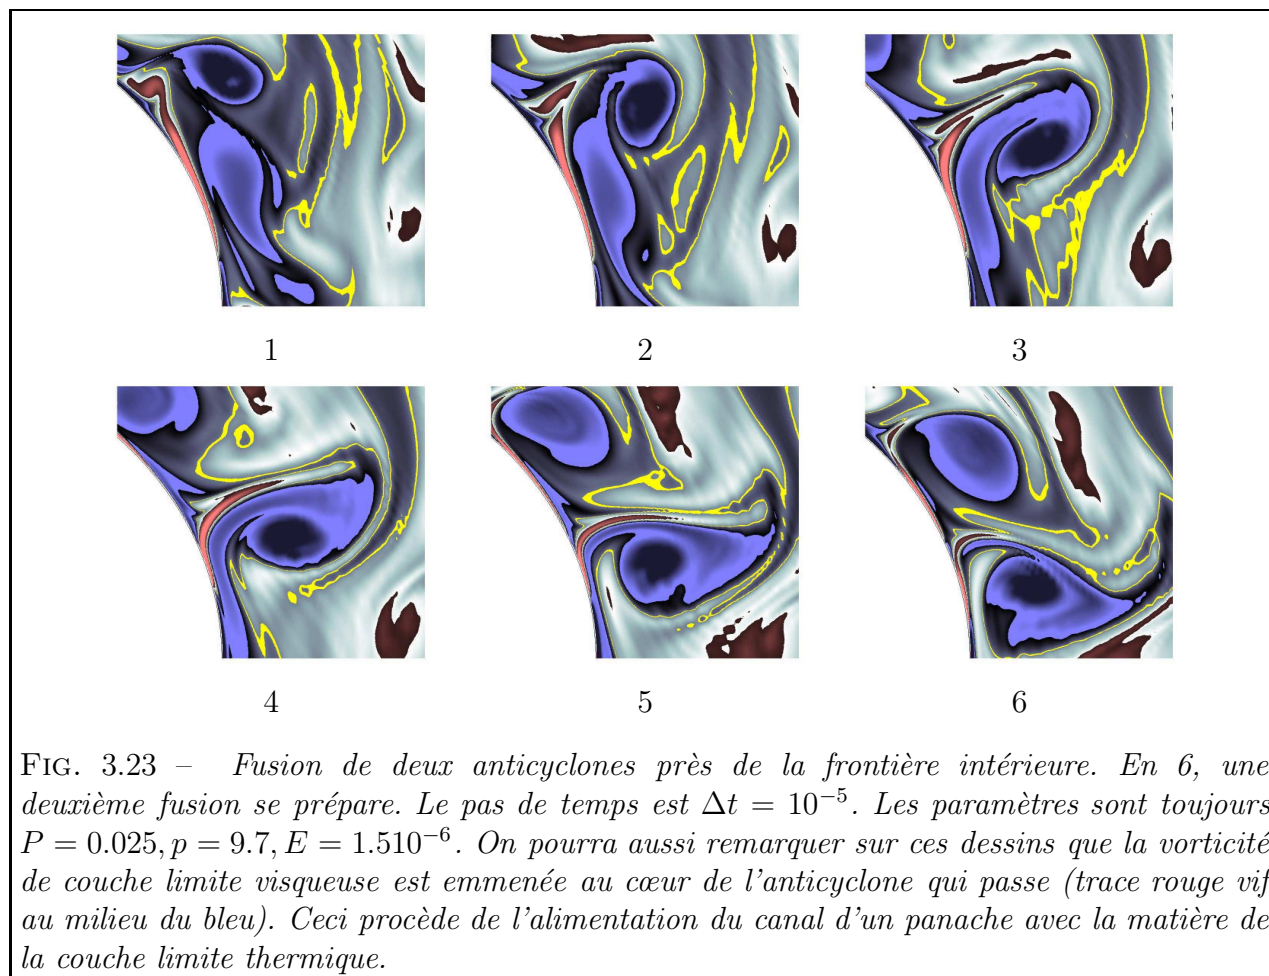 1 2 3
4 5 6
FIG. 3.23 – Fusion de deux anticyclones près de la frontière intérieure. En 6, une
deuxième fusion se prépare. Le pas de temps est Δt = 10⁻⁵. Les paramètres sont toujours
P = 0.025, p = 9.7, E = 1.510⁻⁶. On pourra aussi remarquer sur ces dessins que la vorticité
de couche limite visqueuse est emmenée au cœur de l'anticyclone qui passe (trace rouge vif
au milieu du bleu). Ceci procède de l'alimentation du canal d'un panache avec la matière de
la couche limite thermique.